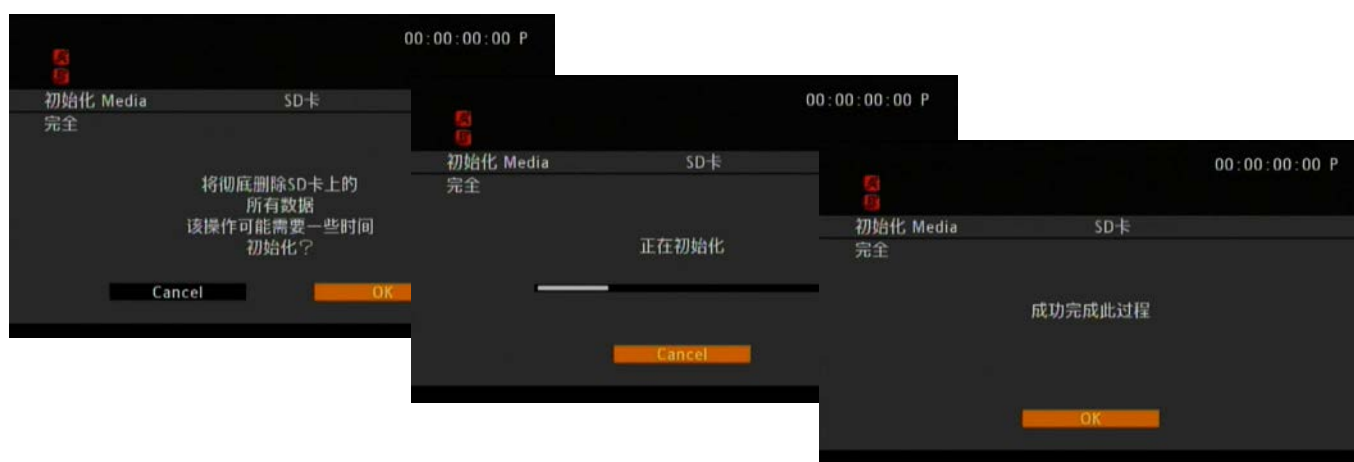 00:00:00:00 P
初始化 Media SD卡
完全
将彻底删除SD卡上的
所有数据
该操作可能需要一些时间
初始化？
Cancel OK
00:00:00:00 P
初始化 Media SD卡
完全
正在初始化
Cancel
00:00:00:00 P
初始化 Media SD卡
完全
成功完成此过程
OK